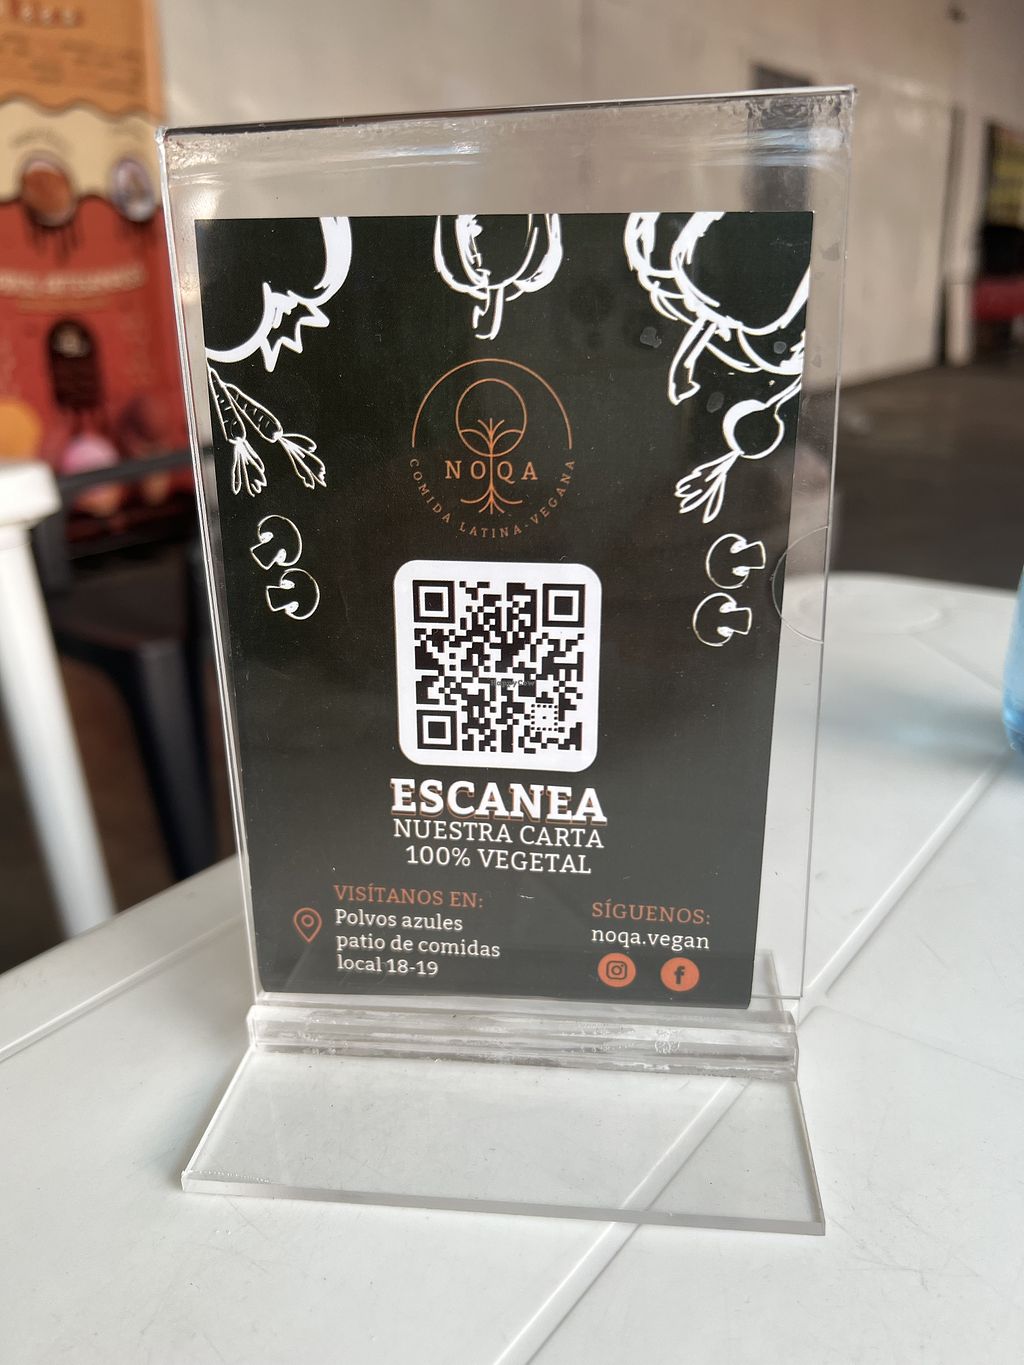 NOQA
COMIDA LATINA-VEGANA
ESCANEA
NUESTRA CARTA
100% VEGETAL
VISÍTANOS EN:
Polvos azules
patio de comidas
local 18-19
SÍGUENOS:
noqa.vegan